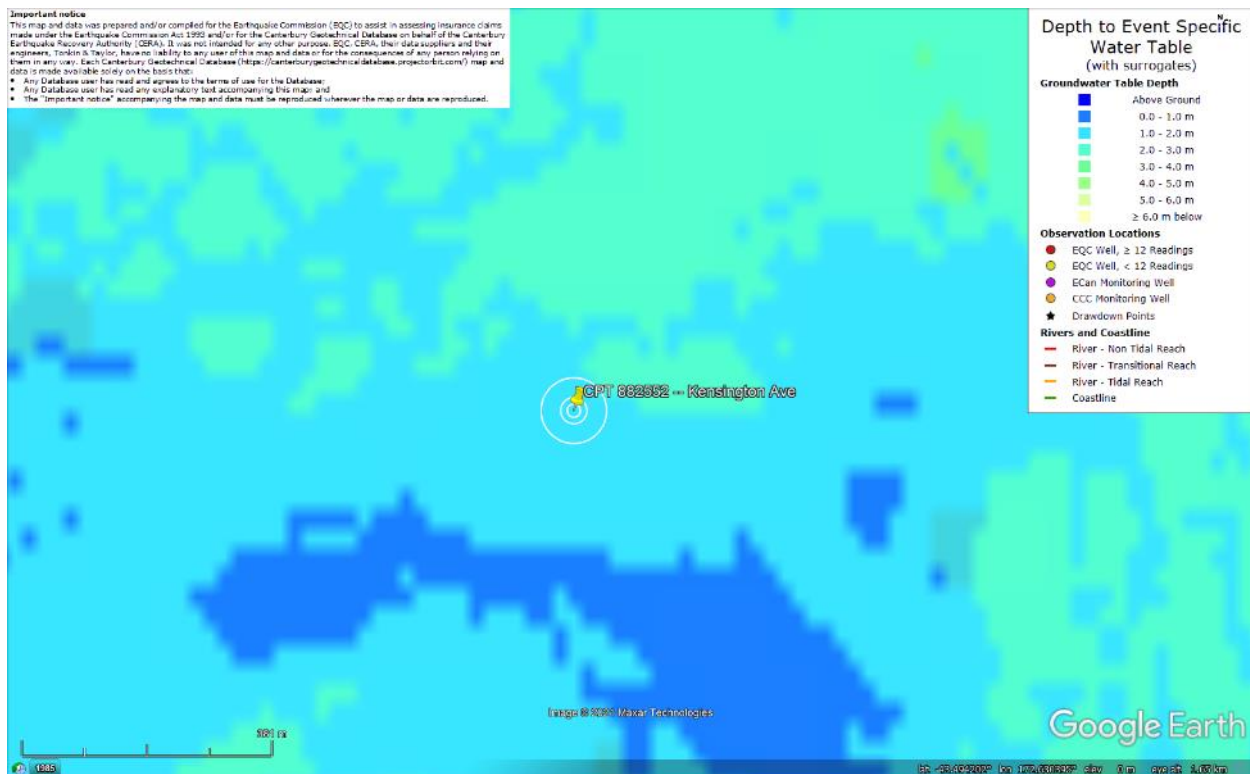 Important notice
This map and data was prepared and/or compiled for the Earthquake Commission (EQC) to assist in assessing insurance claims
made under the Earthquake Commission Act 1993 and/or for the Canterbury Geotechnical Database on behalf of the Canterbury
Earthquake Recovery Authority (CERA). It was not intended for any other purpose. EQC, CERA, their data suppliers and their
engineers, Tonkin & Taylor, have no liability to any user of this map and data or for the consequences of any person relying on
them in any way. Each Canterbury Geotechnical Database (https://canterburygeotechnicaldatabase.projectorbit.com/) map and
data is made available solely on the basis that:
• Any Database user has read and agrees to the terms of use for the Database;
• Any Database user has read any explanatory text accompanying this map; and
• The "Important notice" accompanying the map and data must be reproduced wherever the map or data are reproduced.
N
Depth to Event Specific
Water Table
(with surrogates)
Groundwater Table Depth
Above Ground
0.0 - 1.0 m
1.0 - 2.0 m
2.0 - 3.0 m
3.0 - 4.0 m
4.0 - 5.0 m
5.0 - 6.0 m
≥ 6.0 m below
Observation Locations
EQC Well, ≥ 12 Readings
EQC Well, < 12 Readings
ECan Monitoring Well
CCC Monitoring Well
Drawdown Points
Rivers and Coastline
River - Non Tidal Reach
River - Transitional Reach
River - Tidal Reach
Coastline
CPT 882552 -- Kensington Ave
Image © 2021 Maxar Technologies
Google Earth
361 m
1985
lat lon elev 0 m eye alt 1.65 km